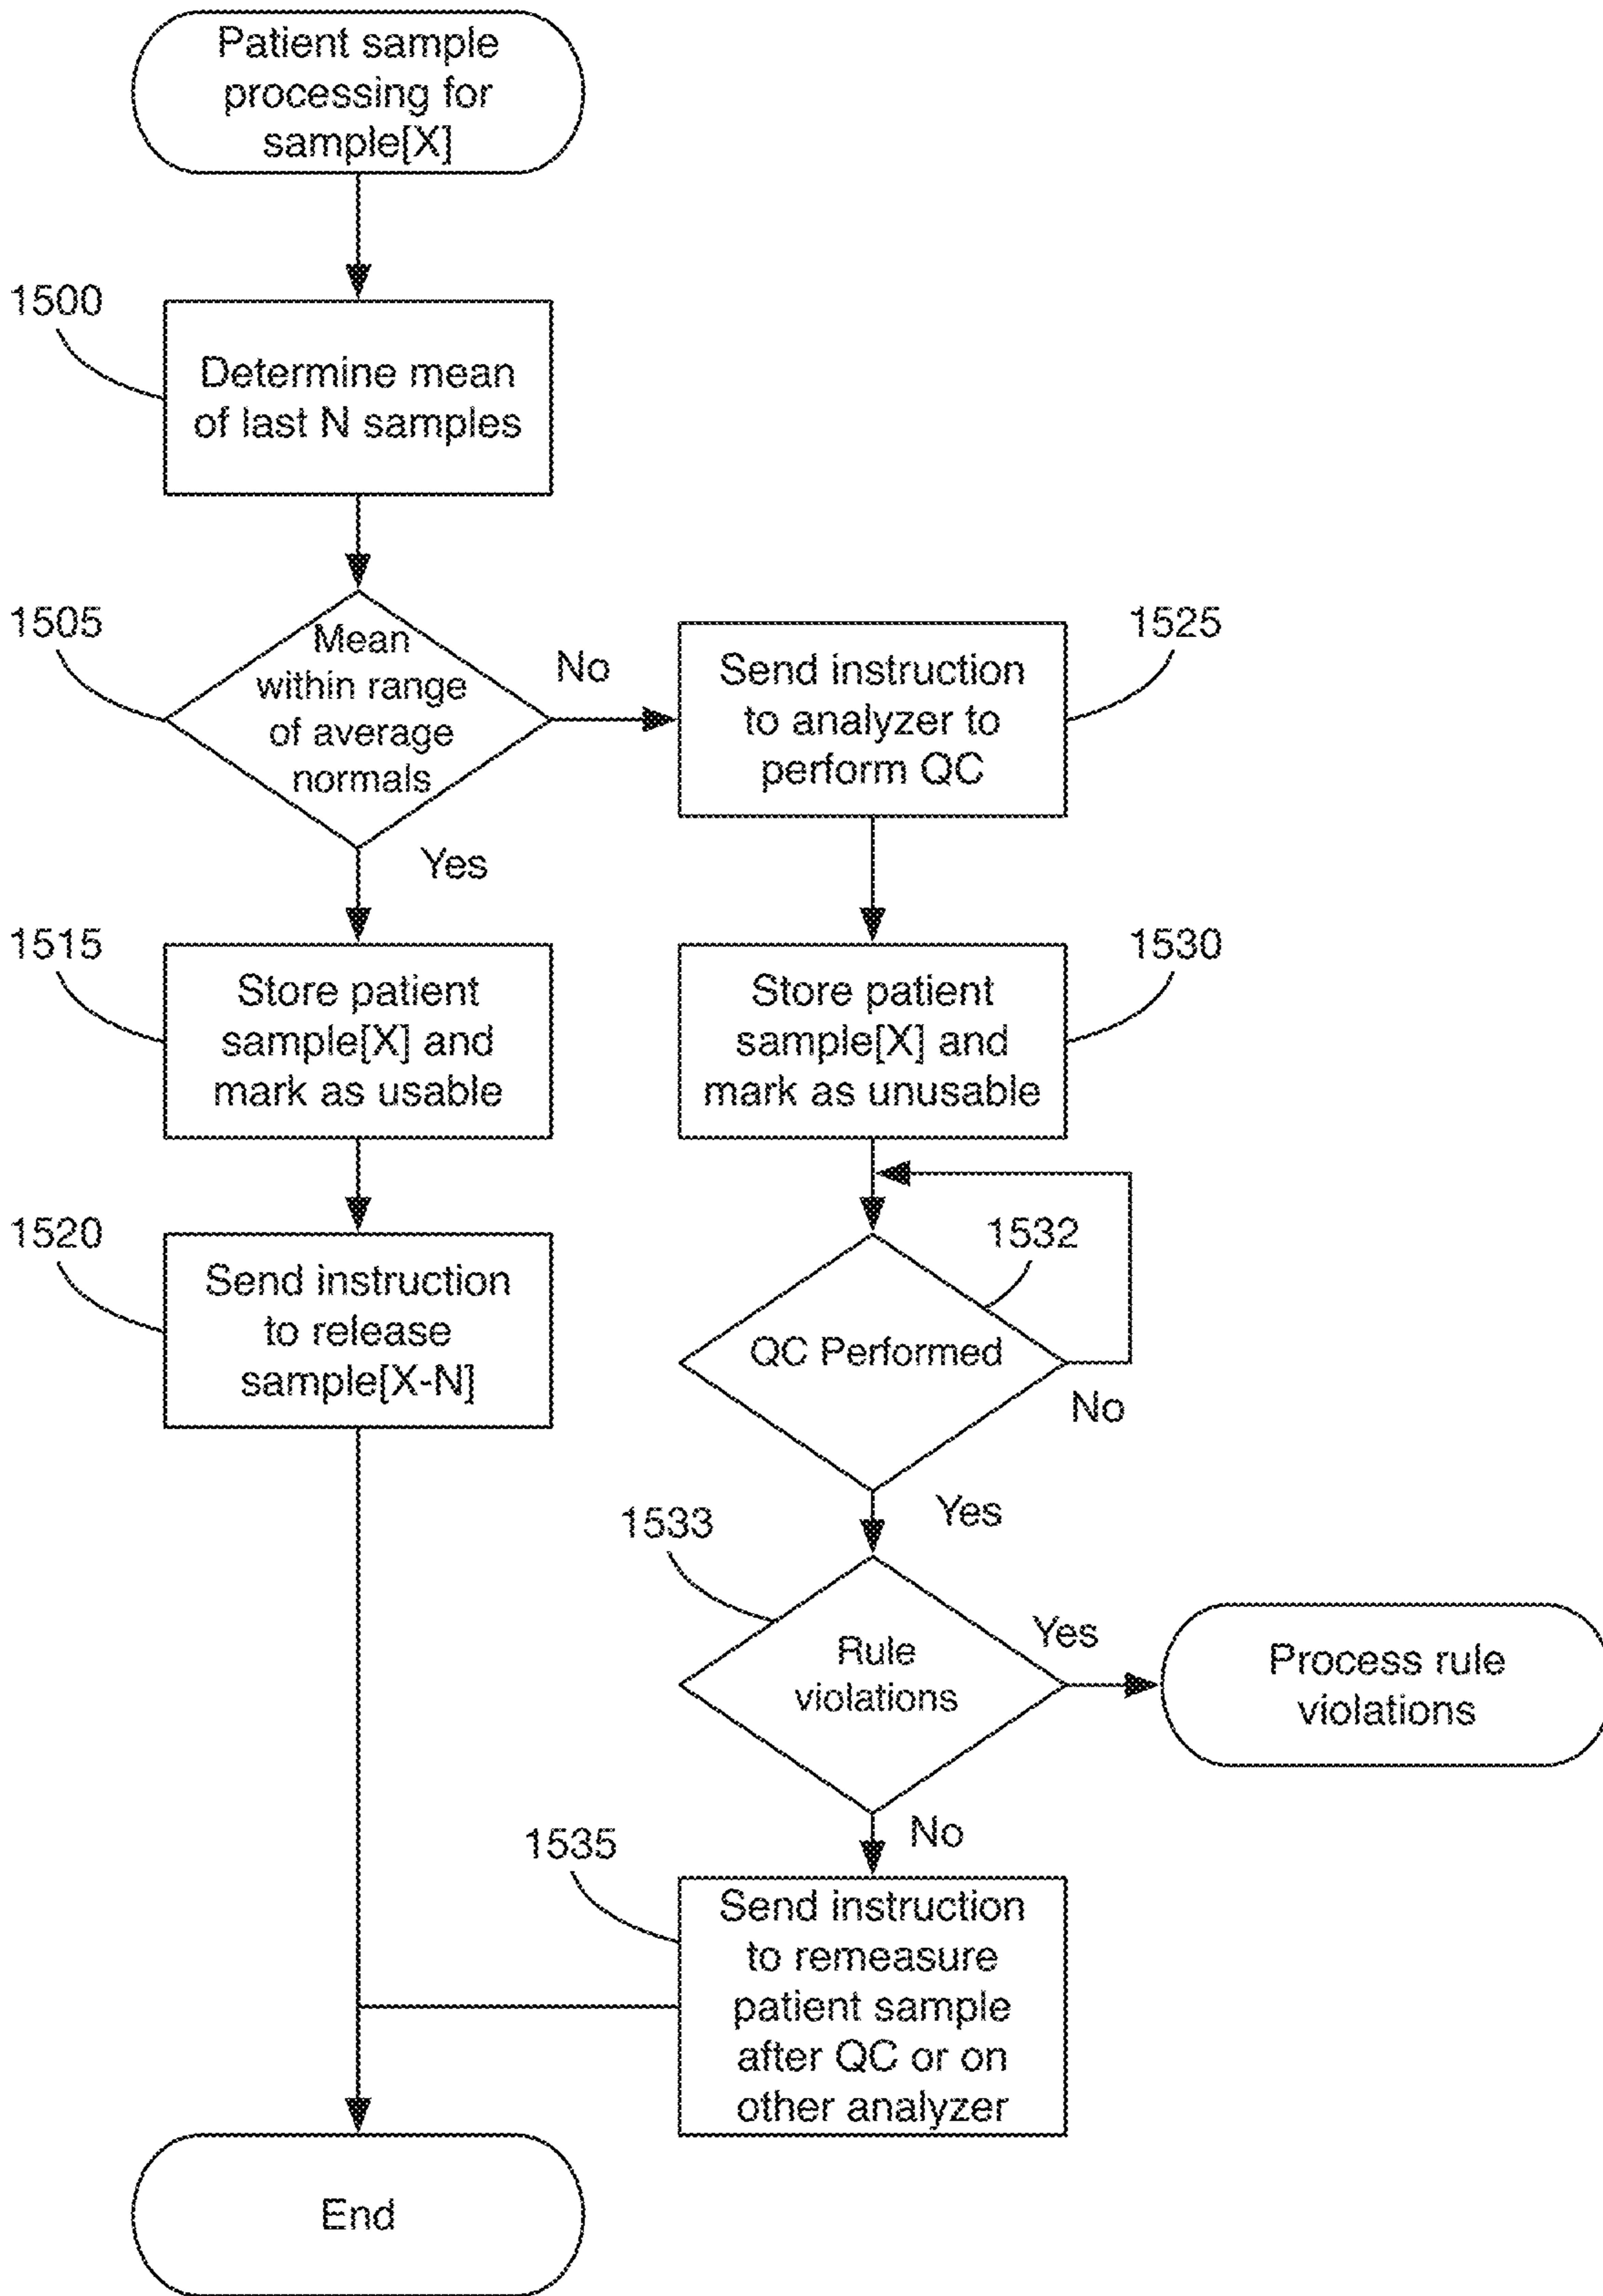 Patient sample
processing for
sample[X]
1500
Determine mean
of last N samples
1505
Mean
within range
of average
normals
No
Yes
1525
Send instruction
to analyzer to
perform QC
1515
Store patient
sample[X] and
mark as usable
1530
Store patient
sample[X] and
mark as unusable
1520
Send instruction
to release
sample[X-N]
1532
QC Performed
No
Yes
1533
Rule
violations
Yes
Process rule
violations
No
1535
Send instruction
to remeasure
patient sample
after QC or on
other analyzer
End